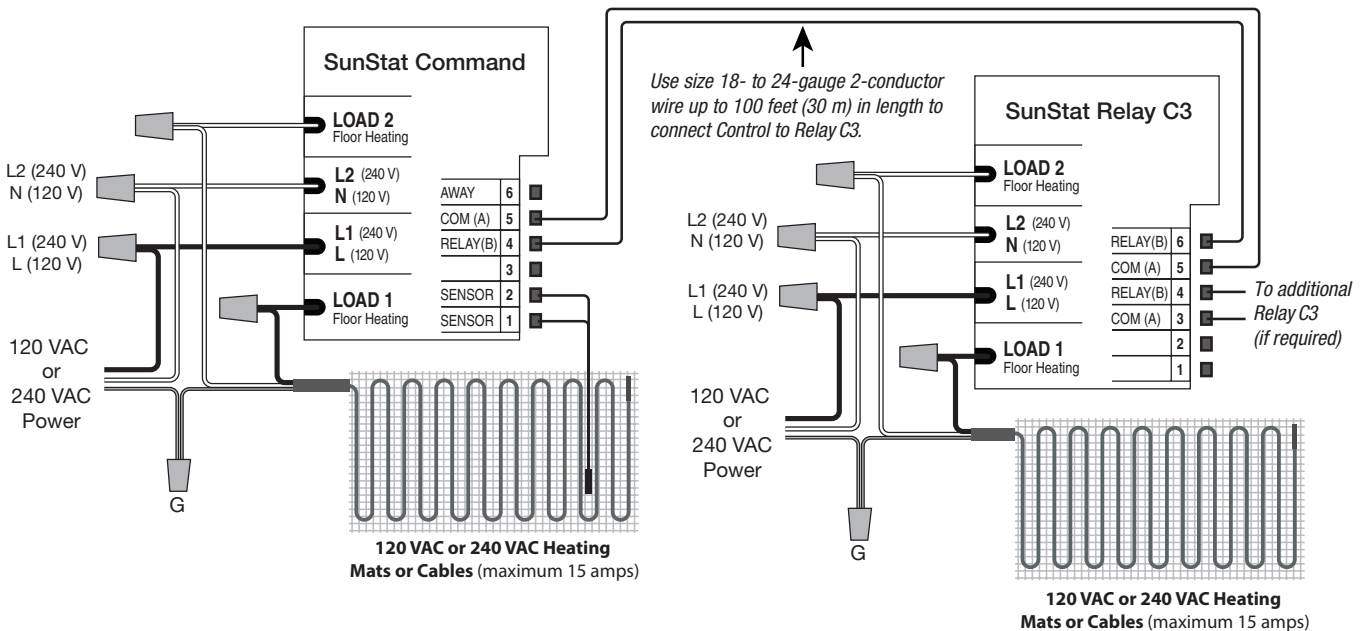 SunStat Command
LOAD 2
Floor Heating
L2 (240 V)
N (120 V)
L1 (240 V)
L (120 V)
LOAD 1
Floor Heating
AWAY 6
COM (A) 5
RELAY(B) 4
3
SENSOR 2
SENSOR 1
L2 (240 V)
N (120 V)
L1 (240 V)
L (120 V)
120 VAC
or
240 VAC
Power
G
120 VAC or 240 VAC Heating
Mats or Cables (maximum 15 amps)
Use size 18- to 24-gauge 2-conductor
wire up to 100 feet (30 m) in length to
connect Control to Relay C3.
SunStat Relay C3
LOAD 2
Floor Heating
L2 (240 V)
N (120 V)
L1 (240 V)
L (120 V)
LOAD 1
Floor Heating
RELAY(B) 6
COM (A) 5
RELAY(B) 4
COM (A) 3
2
1
To additional
Relay C3
(if required)
L2 (240 V)
N (120 V)
L1 (240 V)
L (120 V)
120 VAC
or
240 VAC
Power
G
120 VAC or 240 VAC Heating
Mats or Cables (maximum 15 amps)